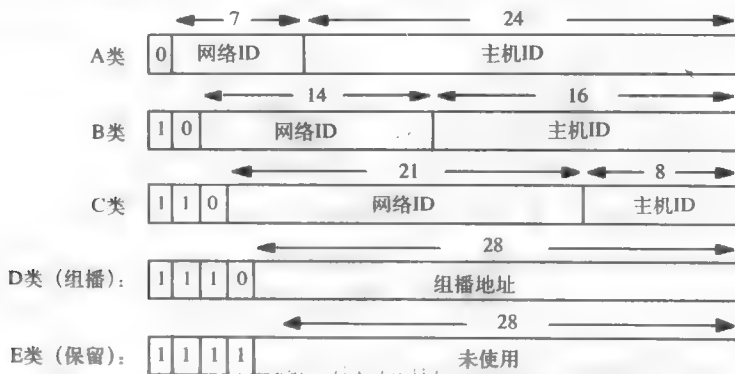 7 24
A类 0 网络ID 主机ID
14 16
B类 1 0 网络ID 主机ID
21 8
C类 1 1 0 网络ID 主机ID
28
D类（组播）： 1 1 1 0 组播地址
28
E类（保留）： 1 1 1 1 未使用